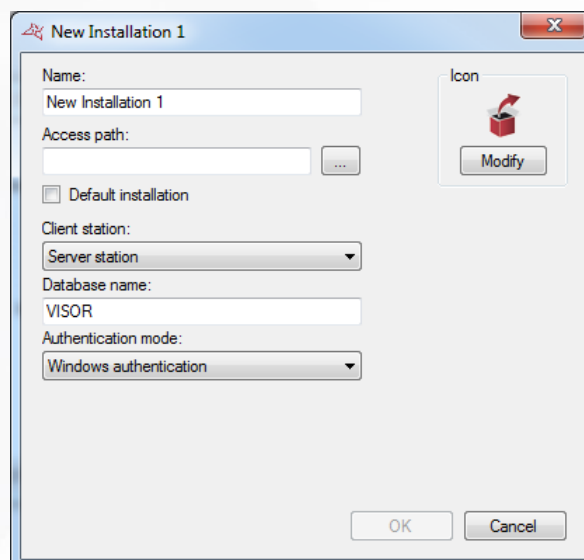 New Installation 1
Name:
New Installation 1
Icon
Access path:
...
Modify
Default installation
Client station:
Server station
Database name:
VISOR
Authentication mode:
Windows authentication
OK
Cancel